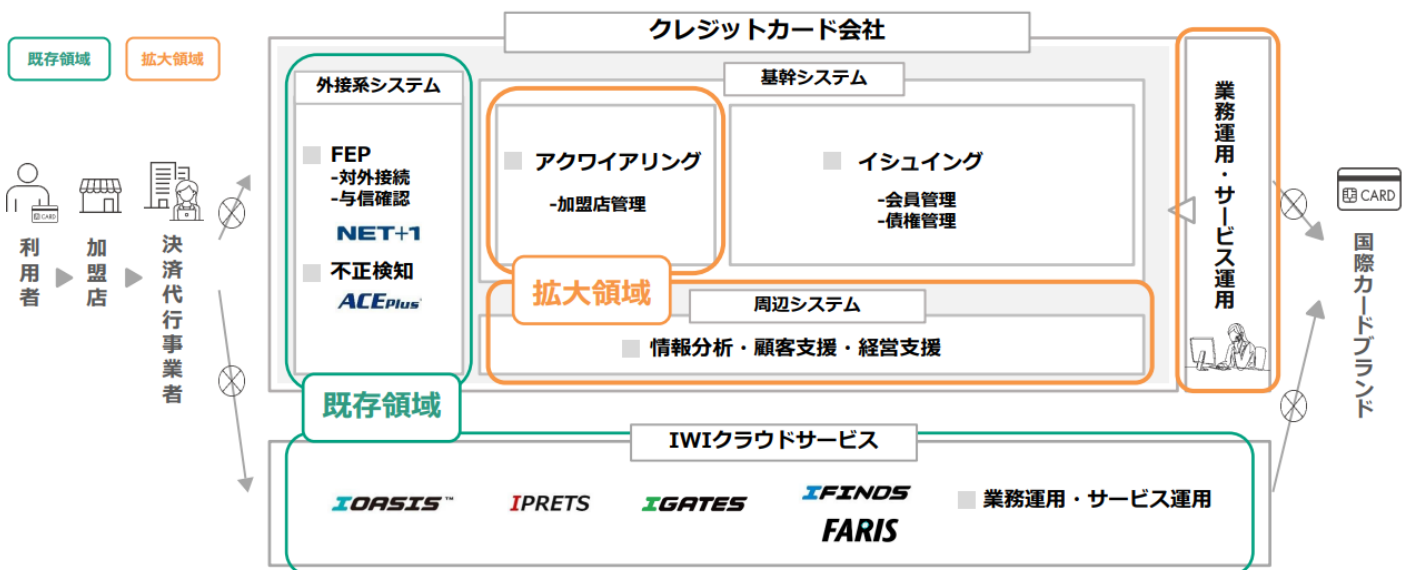 クレジットカード会社
既存領域
拡大領域
外接系システム
基幹システム
FEP
-対外接続
-与信確認
NET+1
不正検知
ACEPlus
アクワイアリング
-加盟店管理
イシュイング
-会員管理
-債権管理
拡大領域
周辺システム
情報分析・顧客支援・経営支援
業務運用・サービス運用
CARD
利用者
加盟店
決済代行事業者
CARD
国際カードブランド
既存領域
IWIクラウドサービス
IOASIS™
IPRETS
IGATES
IFINDS
FARIS
業務運用・サービス運用